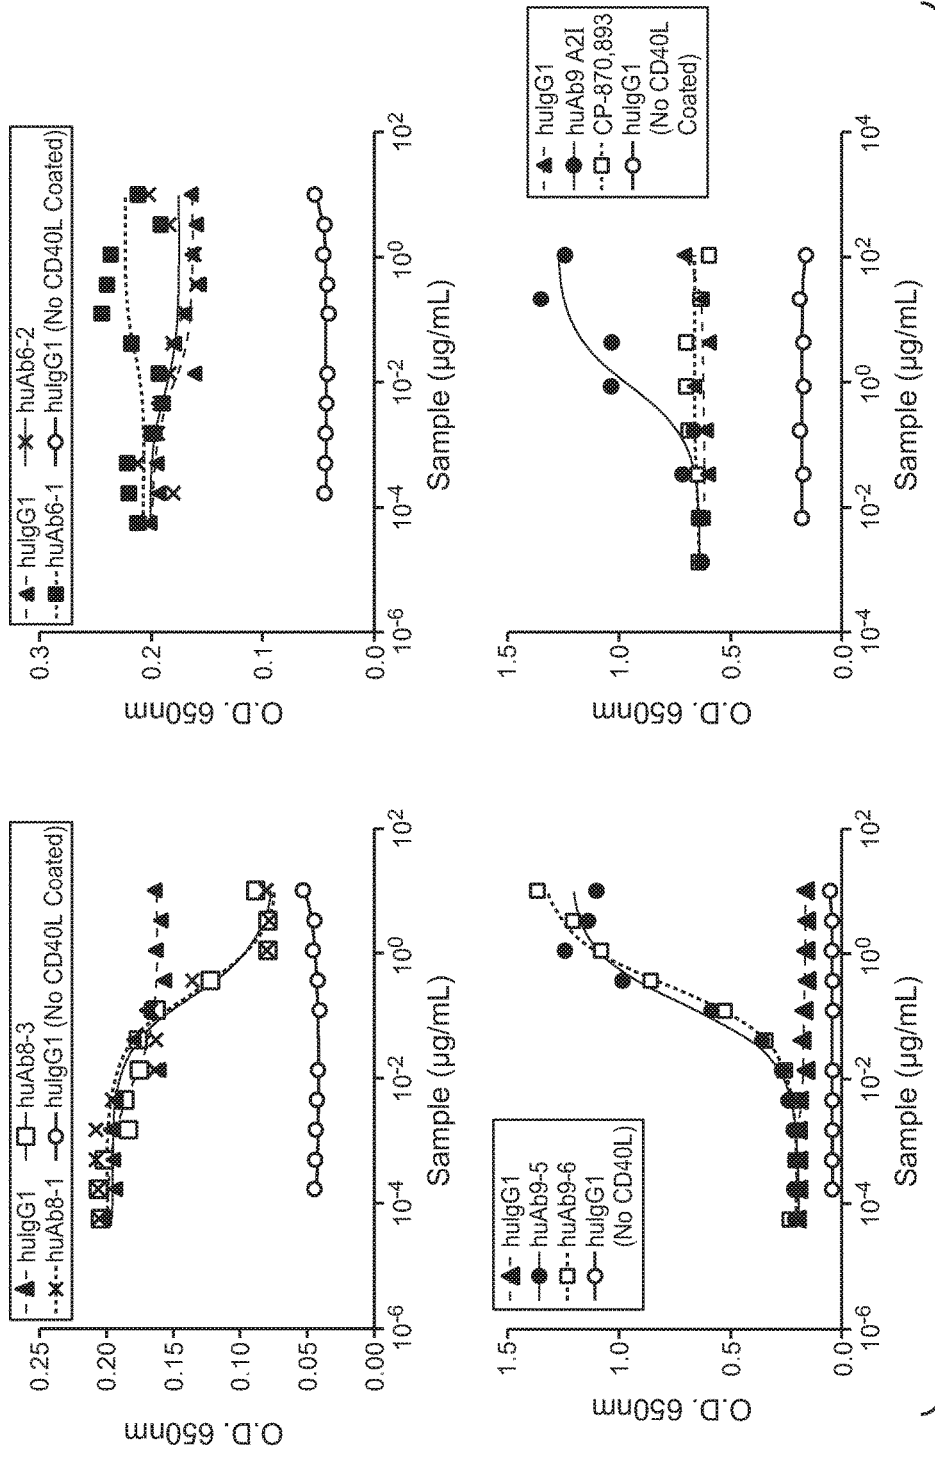 huIgG1 huAb8-3
huAb8-1 huIgG1 (No CD40L Coated)
0.25
0.20
0.15
0.10
0.05
0.00
O.D. 650nm
10-6 10-4 10-2 100 102
Sample (µg/mL)
huIgG1 huAb6-2
huAb6-1 huIgG1 (No CD40L Coated)
0.3
0.2
0.1
0.0
O.D. 650nm
10-6 10-4 10-2 100 102
Sample (µg/mL)
huIgG1
huAb9-5
huAb9-6
huIgG1
(No CD40L)
1.5
1.0
0.5
0.0
O.D. 650nm
10-6 10-4 10-2 100 102
Sample (µg/mL)
huIgG1
huAb9 A2I
CP-870,893
huIgG1
(No CD40L
Coated)
1.5
1.0
0.5
0.0
O.D. 650nm
10-4 10-2 100 102 104
Sample (µg/mL)